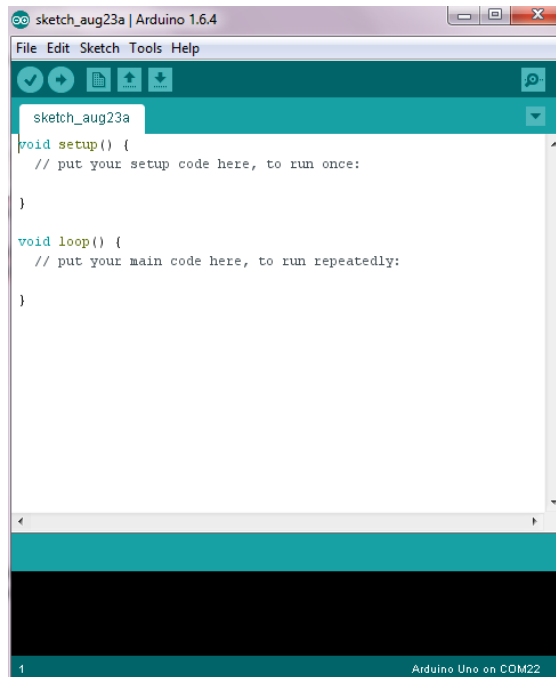 sketch_aug23a | Arduino 1.6.4
File Edit Sketch Tools Help
sketch_aug23a
void setup() {
  // put your setup code here, to run once:
}
void loop() {
  // put your main code here, to run repeatedly:
}
1 Arduino Uno on COM22